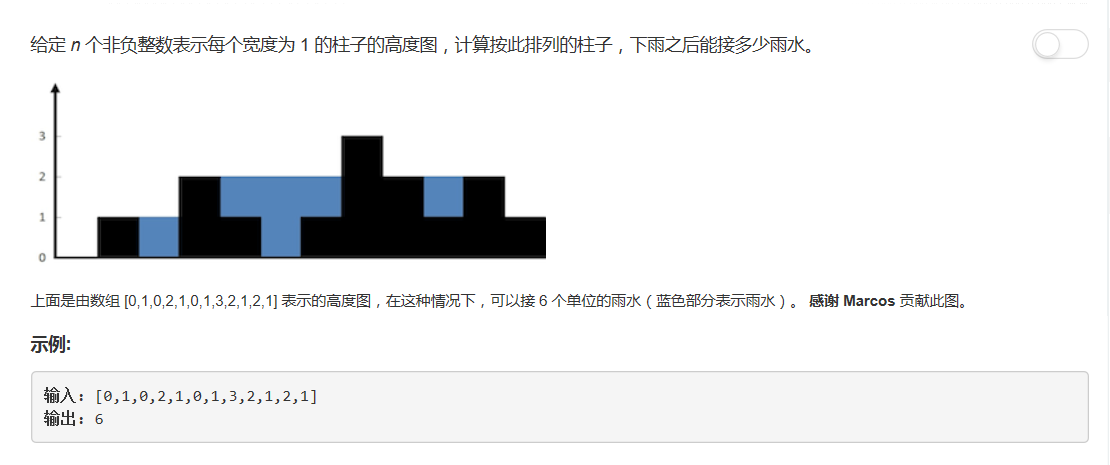 给定 n 个非负整数表示每个宽度为 1 的柱子的高度图，计算按此排列的柱子，下雨之后能接多少雨水。
3
2
1
0
上面是由数组 [0,1,0,2,1,0,1,3,2,1,2,1] 表示的高度图，在这种情况下，可以接 6 个单位的雨水（蓝色部分表示雨水）。 感谢 Marcos 贡献此图。
示例:
输入: [0,1,0,2,1,0,1,3,2,1,2,1]
输出: 6